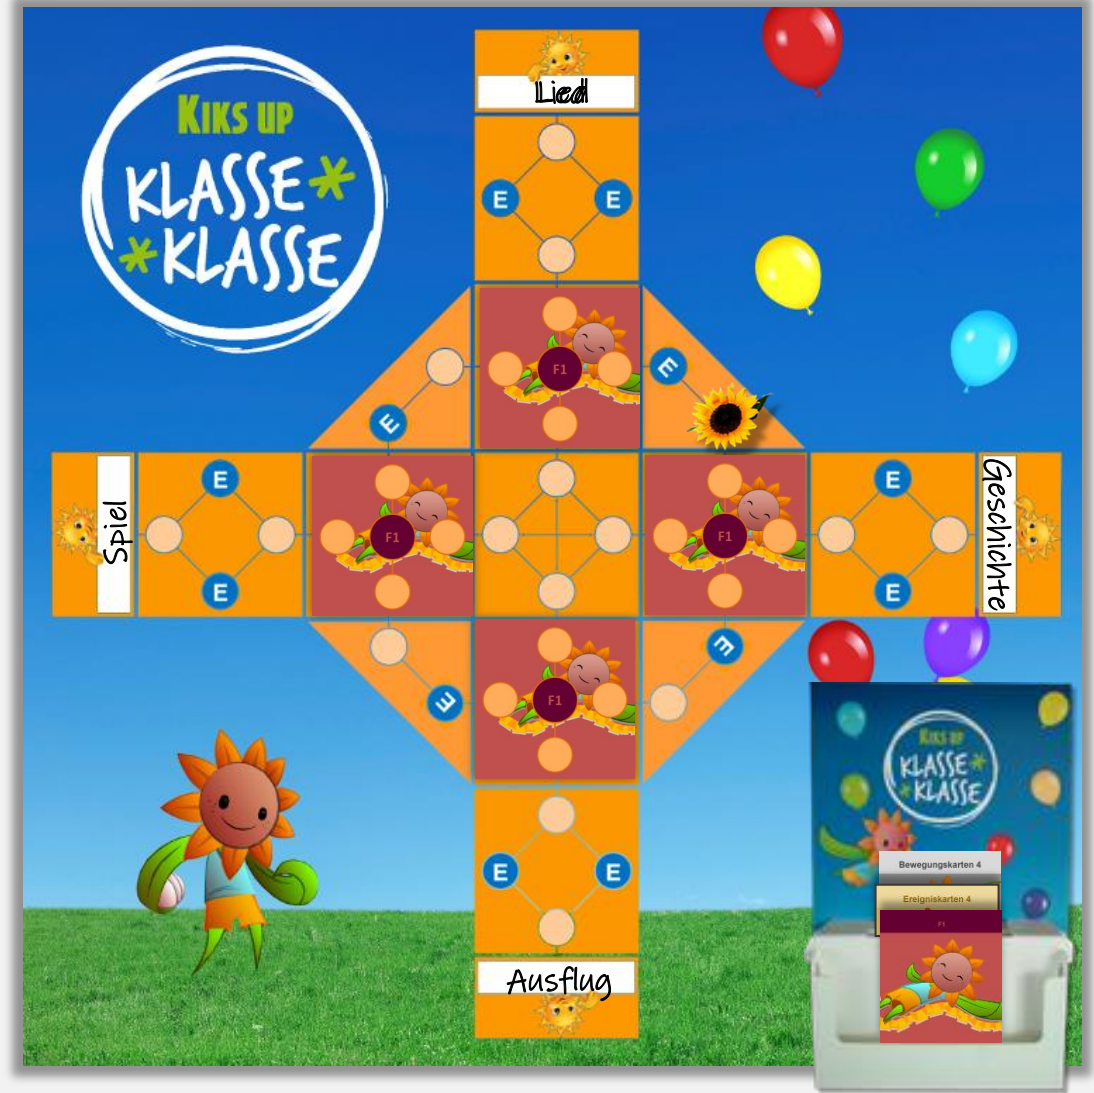 Lied
KIKS UP
KLASSE
KLASSE
E
E
F1
E
E
E
E
Spiel
F1
F1
Geschichte
E
E
E
E
F1
KIKS UP
KLASSE
KLASSE
E
E
Bewegungskarten 4
Ereigniskarten 4
F1
Ausflug